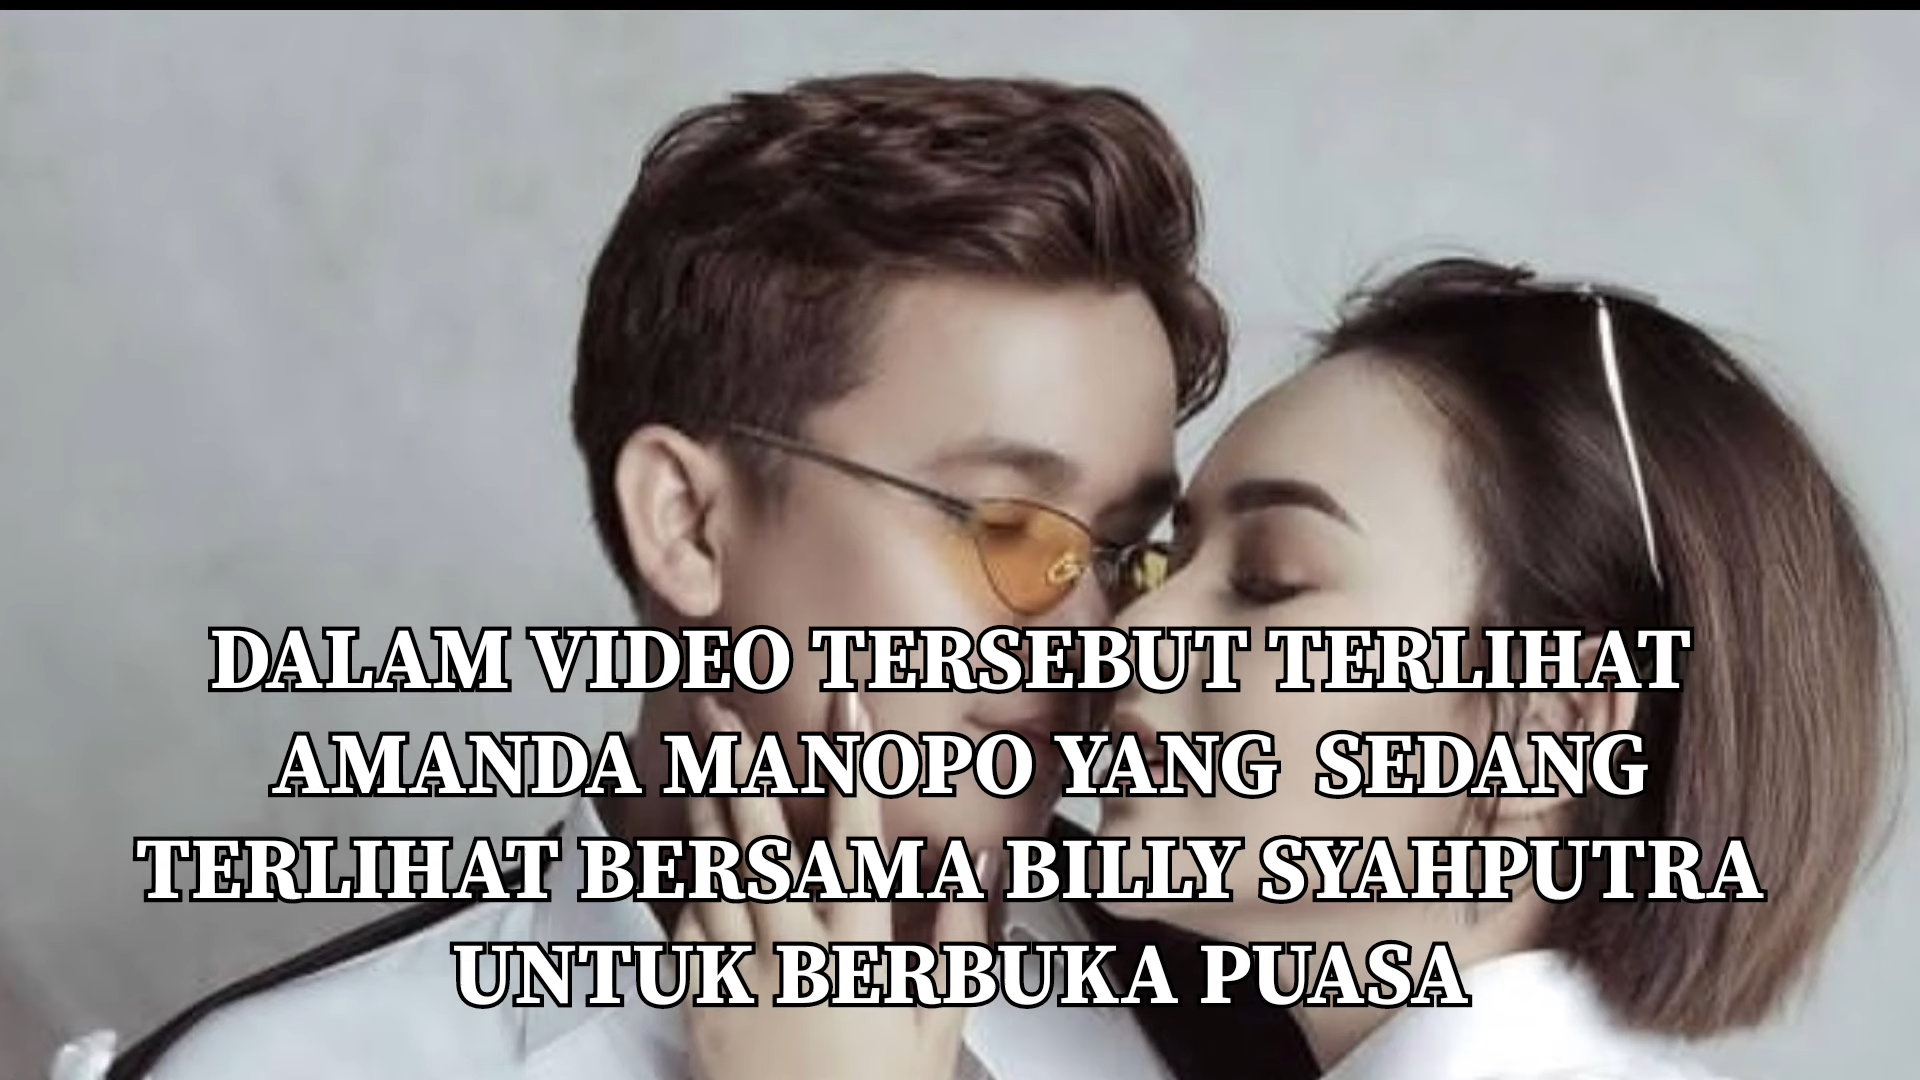 DALAM VIDEO TERSEBUT TERLIHAT
AMANDA MANOPO YANG SEDANG
TERLIHAT BERSAMA BILLY SYAHPUTRA
UNTUK BERBUKA PUASA